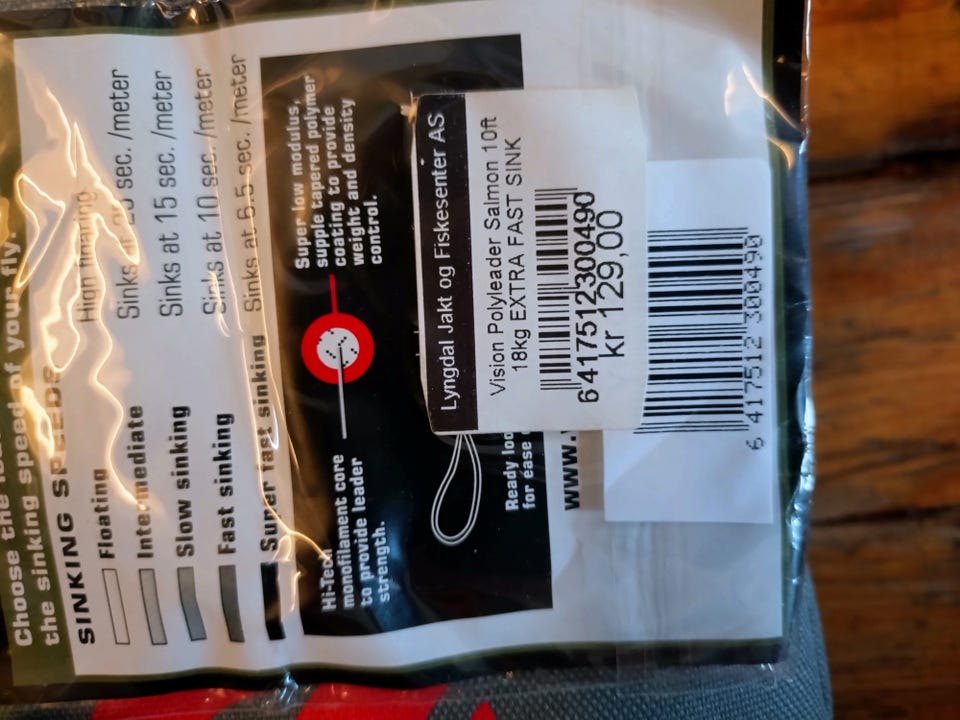 Choose the
the sinking speed of your fly.
SINKING SPEEDS
Floating High floating
Intermediate Sinks at sec. /meter
Slow sinking Sinks at 15 sec. /meter
Fast sinking Sinks at 10 sec. /meter
Super fast sinking Sinks at 6.5 sec. /meter
Hi-Tech
monofilament core
to provide leader
strength.
Super low modulus,
supple tapered polymer
coating to provide
weight and density
control.
Ready
for ease
www.
Lyngdal Jakt og Fiskesenter AS
Vision Polyleader Salmon 10ft
18kg EXTRA FAST SINK
6417512300490
kr 129,00
6 417512 300490